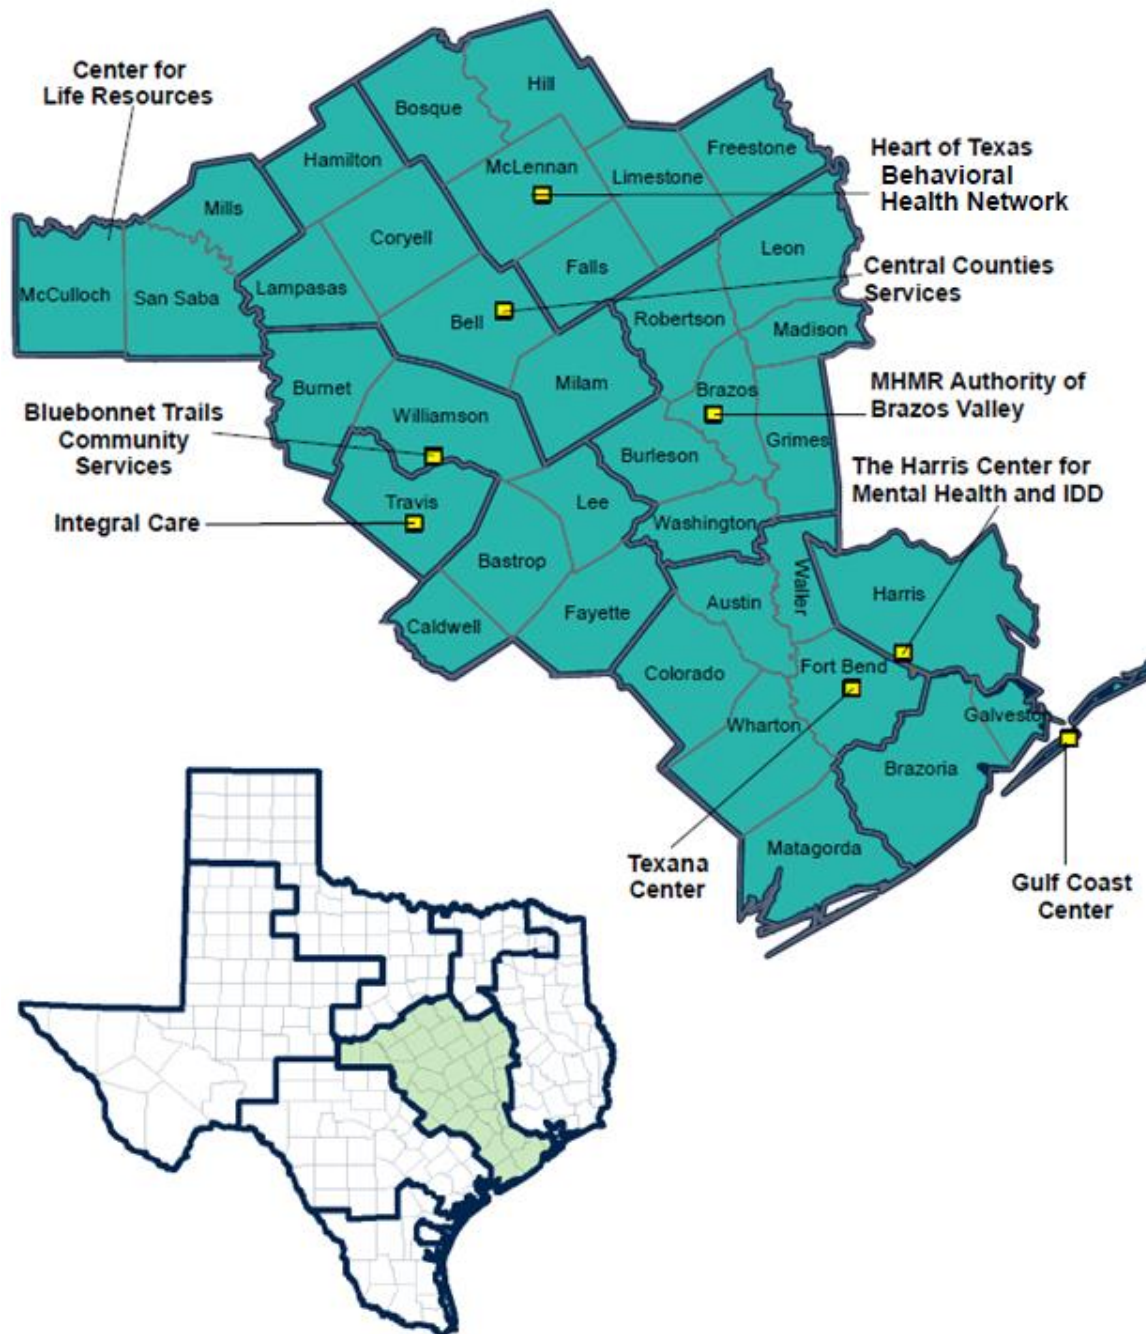 Center for
Life Resources
Hill
Bosque
Hamilton
McLennan
Limestone
Freestone
Heart of Texas
Behavioral
Health Network
Mills
Coryell
Falls
Leon
McCulloch
San Saba
Lampasas
Bell
Central Counties
Services
Robertson
Madison
Burnet
Milam
Brazos
MHMR Authority of
Brazos Valley
Bluebonnet Trails
Community
Services
Williamson
Burleson
Grimes
The Harris Center for
Mental Health and IDD
Integral Care
Travis
Lee
Washington
Bastrop
Waller
Harris
Austin
Caldwell
Fayette
Colorado
Fort Bend
Wharton
Galveston
Brazoria
Matagorda
Texana
Center
Gulf Coast
Center